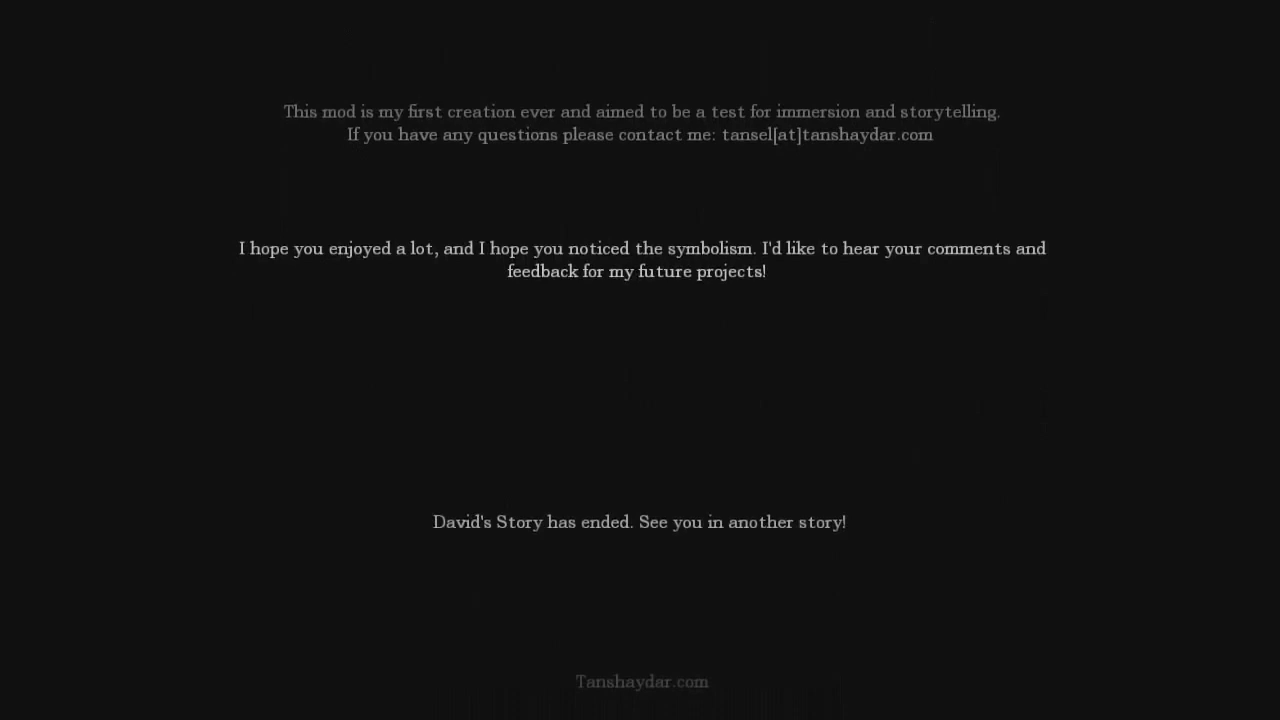 This mod is my first creation ever and aimed to be a test for immersion and storytelling.
If you have any questions please contact me: tansel[at]tanshaydar.com
I hope you enjoyed a lot, and I hope you noticed the symbolism. I'd like to hear your comments and
feedback for my future projects!
David's Story has ended. See you in another story!
Tanshaydar.com